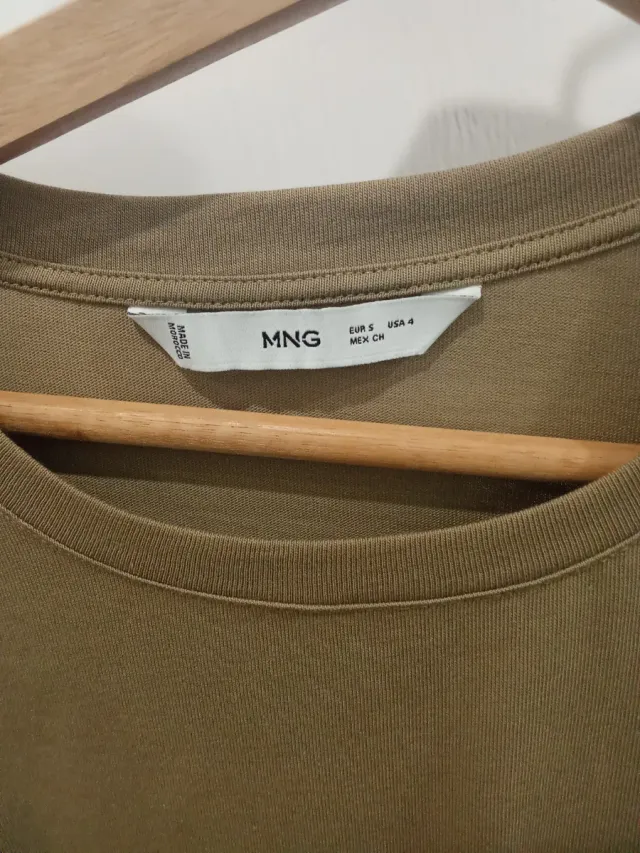 MADE IN
MOROCCO
MNG
EUR S USA 4
MEX CH